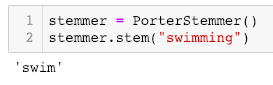 1 stemmer = PorterStemmer()
2 stemmer.stem("swimming")
'swim'